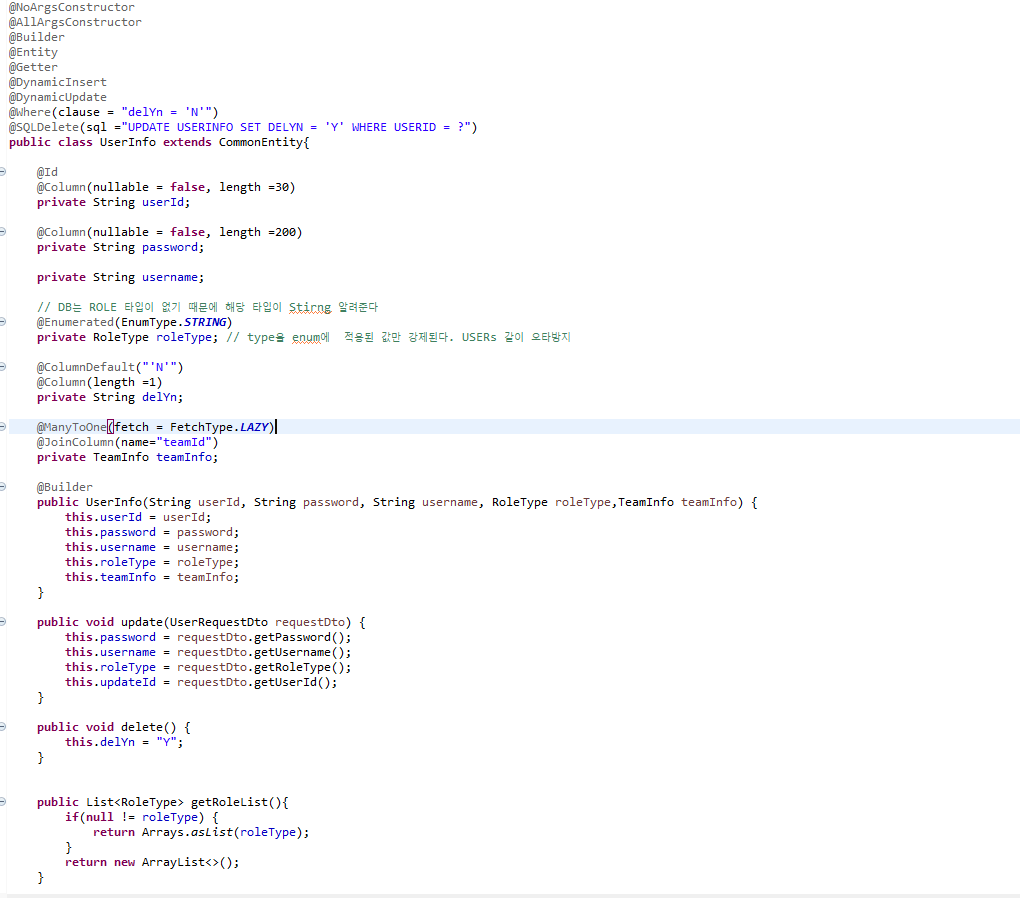 @NoArgsConstructor
@AllArgsConstructor
@Builder
@Entity
@Getter
@DynamicInsert
@DynamicUpdate
@Where(clause = "delYn = 'N'")
@SQLDelete(sql ="UPDATE USERINFO SET DELYN = 'Y' WHERE USERID = ?")
public class UserInfo extends CommonEntity{
@Id
@Column(nullable = false, length =30)
private String userId;
@Column(nullable = false, length =200)
private String password;
private String username;
// DB는 ROLE 타입이 없기 때문에 해당 타입이 Stirng 알려준다
@Enumerated(EnumType.STRING)
private RoleType roleType; // type을 enum에 적용된 값만 강제된다. USERs 같이 오타방지
@ColumnDefault("'N'")
@Column(length =1)
private String delYn;
@ManyToOne(fetch = FetchType.LAZY)
@JoinColumn(name="teamId")
private TeamInfo teamInfo;
@Builder
public UserInfo(String userId, String password, String username, RoleType roleType,TeamInfo teamInfo) {
this.userId = userId;
this.password = password;
this.username = username;
this.roleType = roleType;
this.teamInfo = teamInfo;
}
public void update(UserRequestDto requestDto) {
this.password = requestDto.getPassword();
this.username = requestDto.getUsername();
this.roleType = requestDto.getRoleType();
this.updateId = requestDto.getUserId();
}
public void delete() {
this.delYn = "Y";
}
public List<RoleType> getRoleList(){
if(null != roleType) {
return Arrays.asList(roleType);
}
return new ArrayList<>();
}